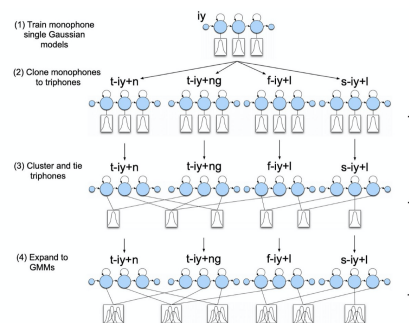 iy
(1) Train monophone
single Gaussian
models
(2) Clone monophones
to triphones
t-iy+n t-iy+ng f-iy+l s-iy+l
(3) Cluster and tie
triphones
t-iy+n t-iy+ng f-iy+l s-iy+l
(4) Expand to
GMMs
t-iy+n t-iy+ng f-iy+l s-iy+l